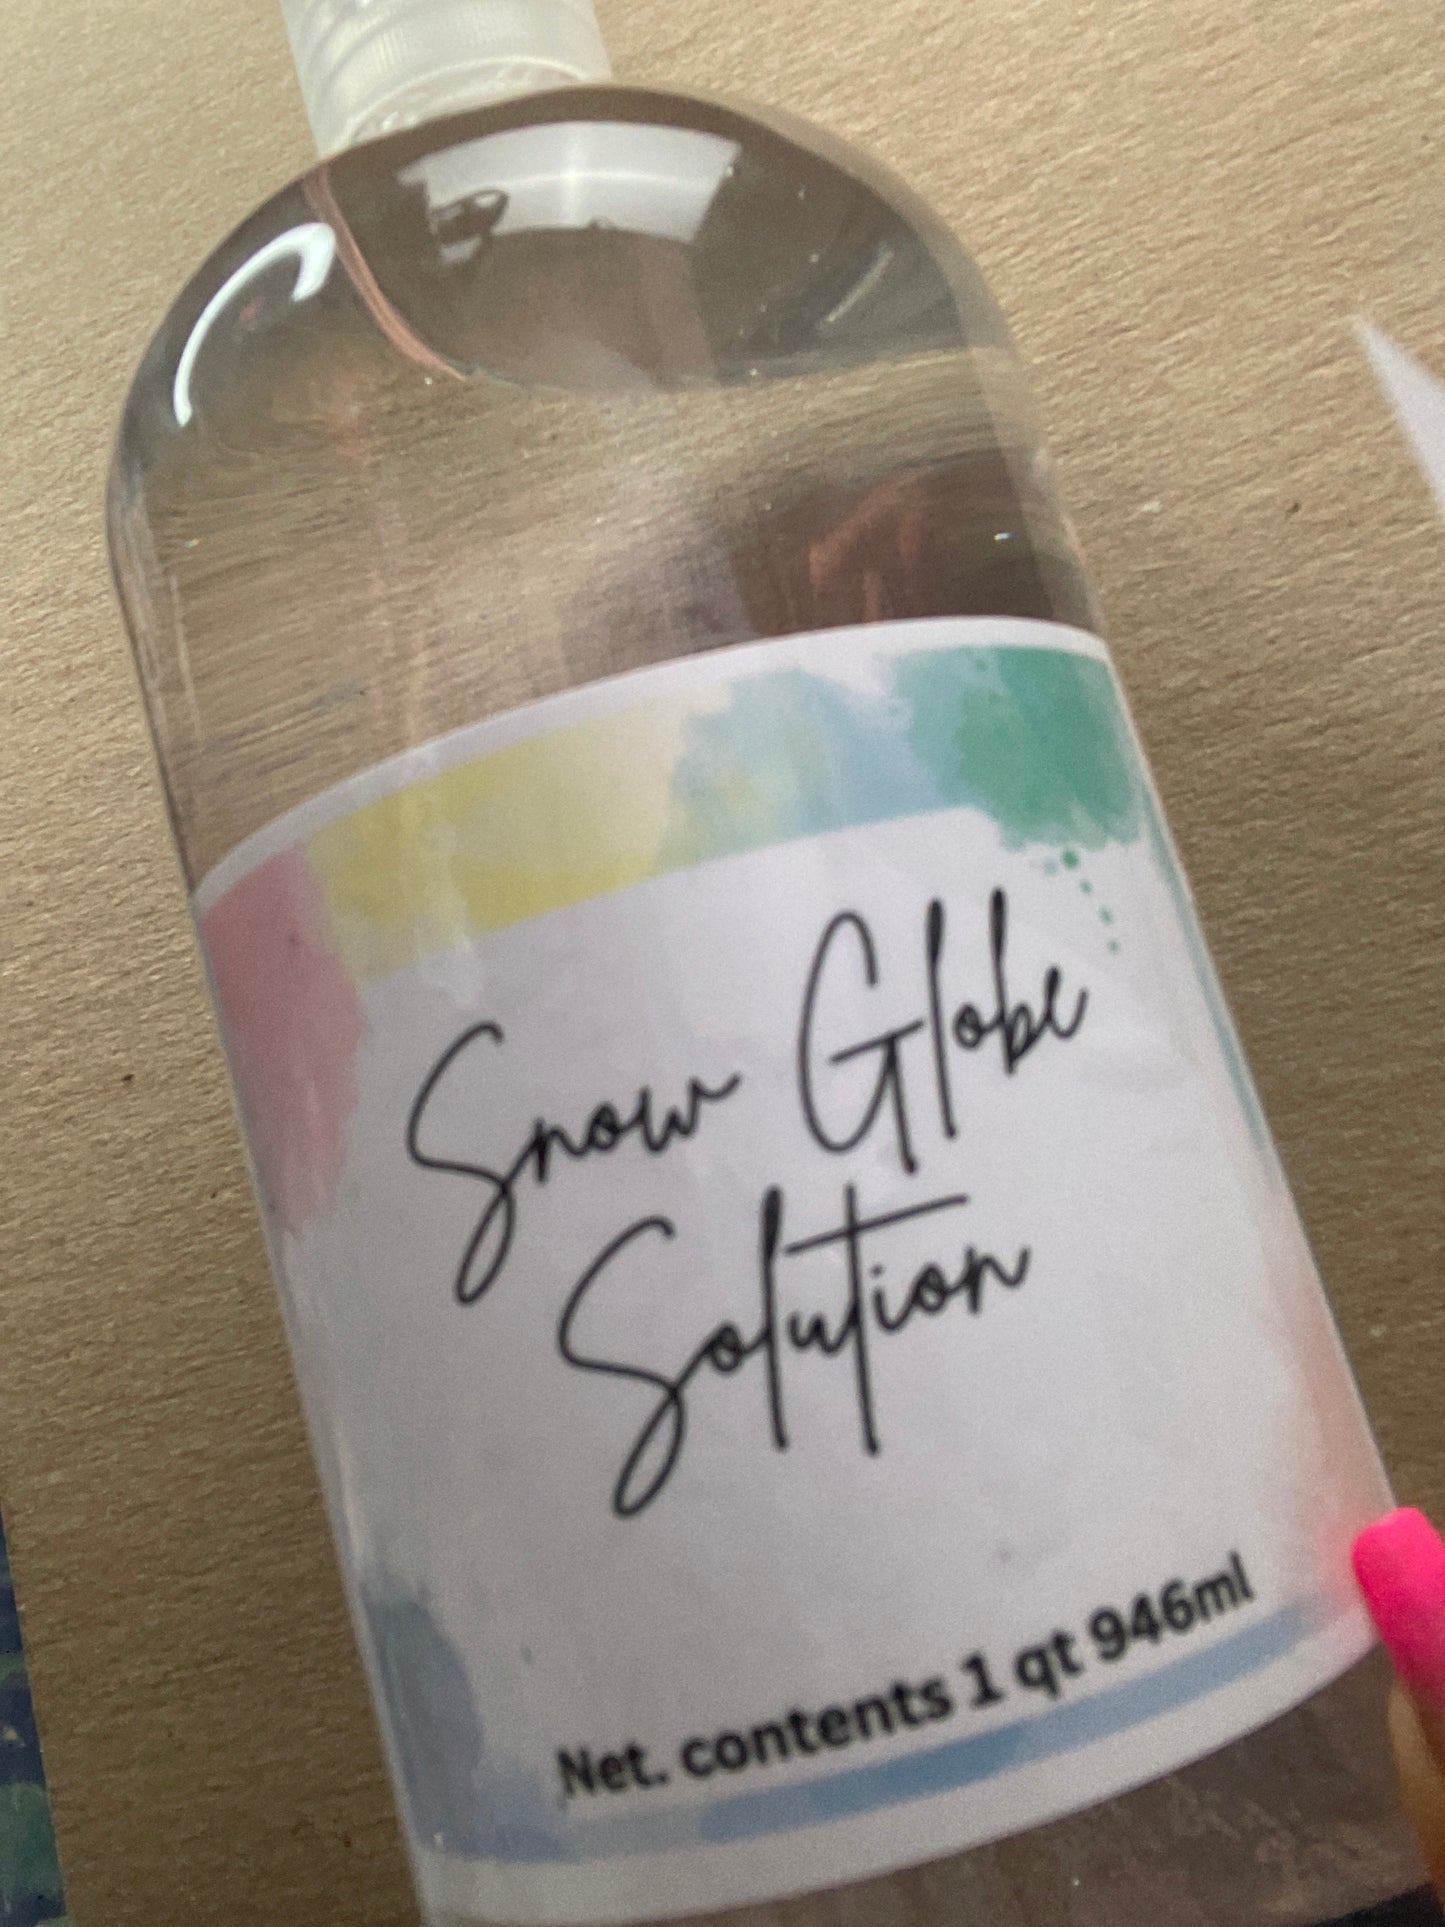 Snow Globe
Solution
Net. contents 1 qt 946ml